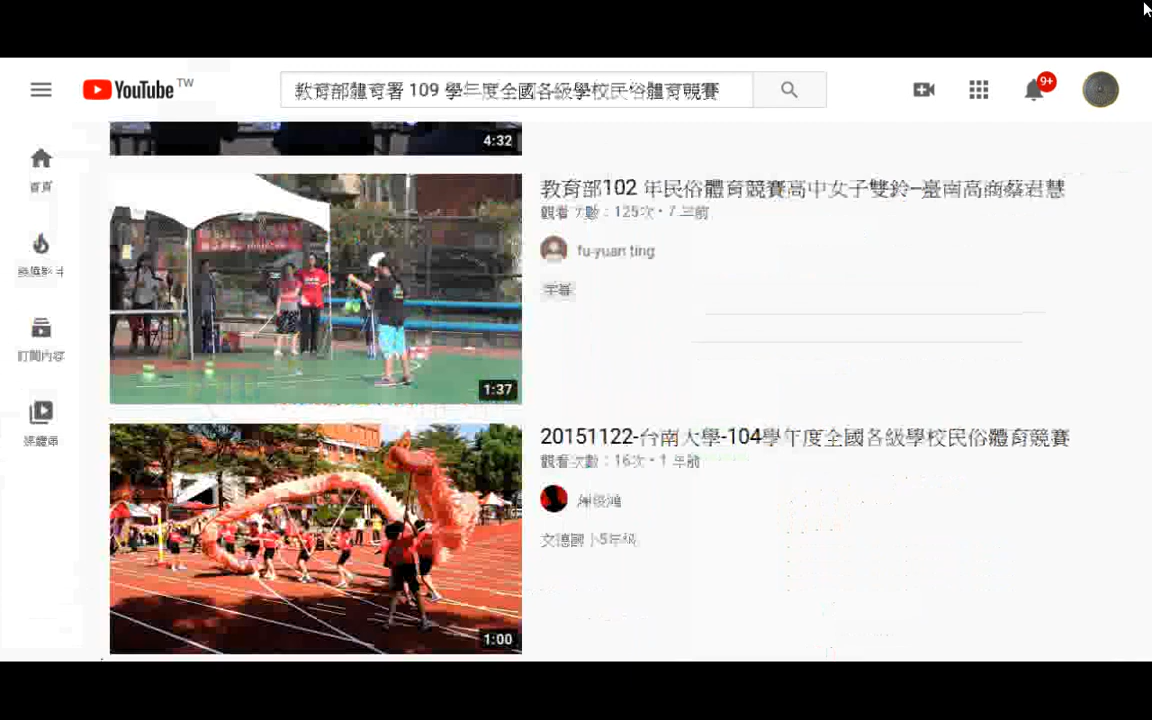 YouTube TW
教育部體育署 109 學年度全國各級學校民俗體育競賽
9+
4:32
首頁
發燒影片
訂閱內容
媒體庫
教育部102 年民俗體育競賽高中女子雙鈴–臺南高商蔡君慧
觀看次數：125次・7 年前
fu-yuan ting
字幕
1:37
20151122-台南大學-104學年度全國各級學校民俗體育競賽
觀看次數：16次・1 年前
文德國小5年級
1:00